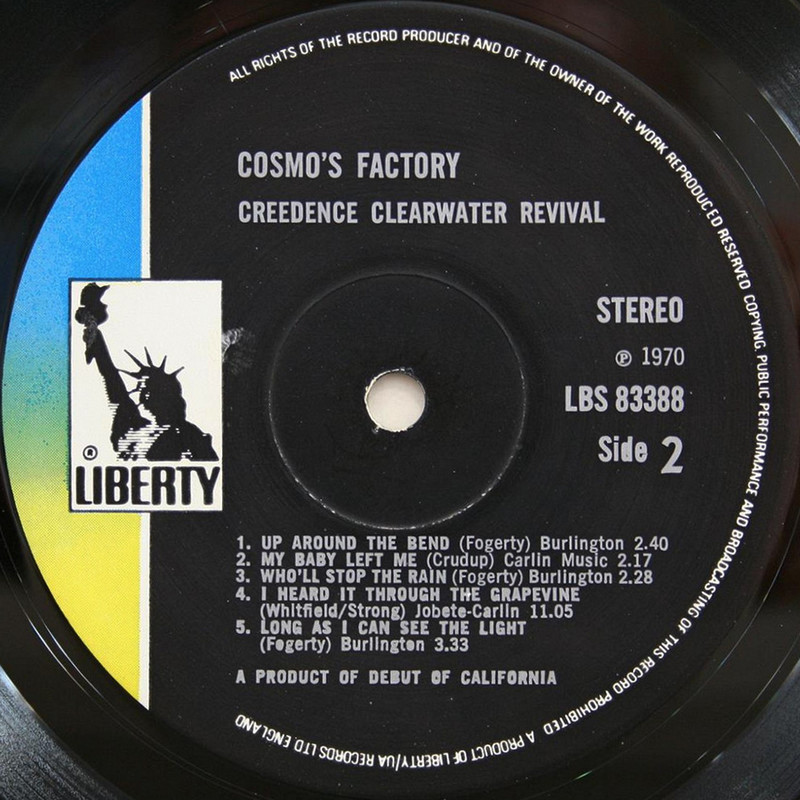 ALL RIGHTS OF THE RECORD PRODUCER AND OF THE OWNER OF THE WORK REPRODUCED RESERVED COPYING, PUBLIC PERFORMANCE AND BROADCASTING OF THIS RECORD PROHIBITED A PRODUCT OF LIBERTY/UA RECORDS LTD. ENGLAND
COSMO'S FACTORY
CREEDENCE CLEARWATER REVIVAL
STEREO
℗ 1970
LBS 83388
Side 2
®
LIBERTY
1. UP AROUND THE BEND (Fogerty) Burlington 2.40
2. MY BABY LEFT ME (Crudup) Carlin Music 2.17
3. WHO'LL STOP THE RAIN (Fogerty) Burlington 2.28
4. I HEARD IT THROUGH THE GRAPEVINE
(Whitfield/Strong) Jobete-Carlin 11.05
5. LONG AS I CAN SEE THE LIGHT
(Fogerty) Burlington 3.33
A PRODUCT OF DEBUT OF CALIFORNIA